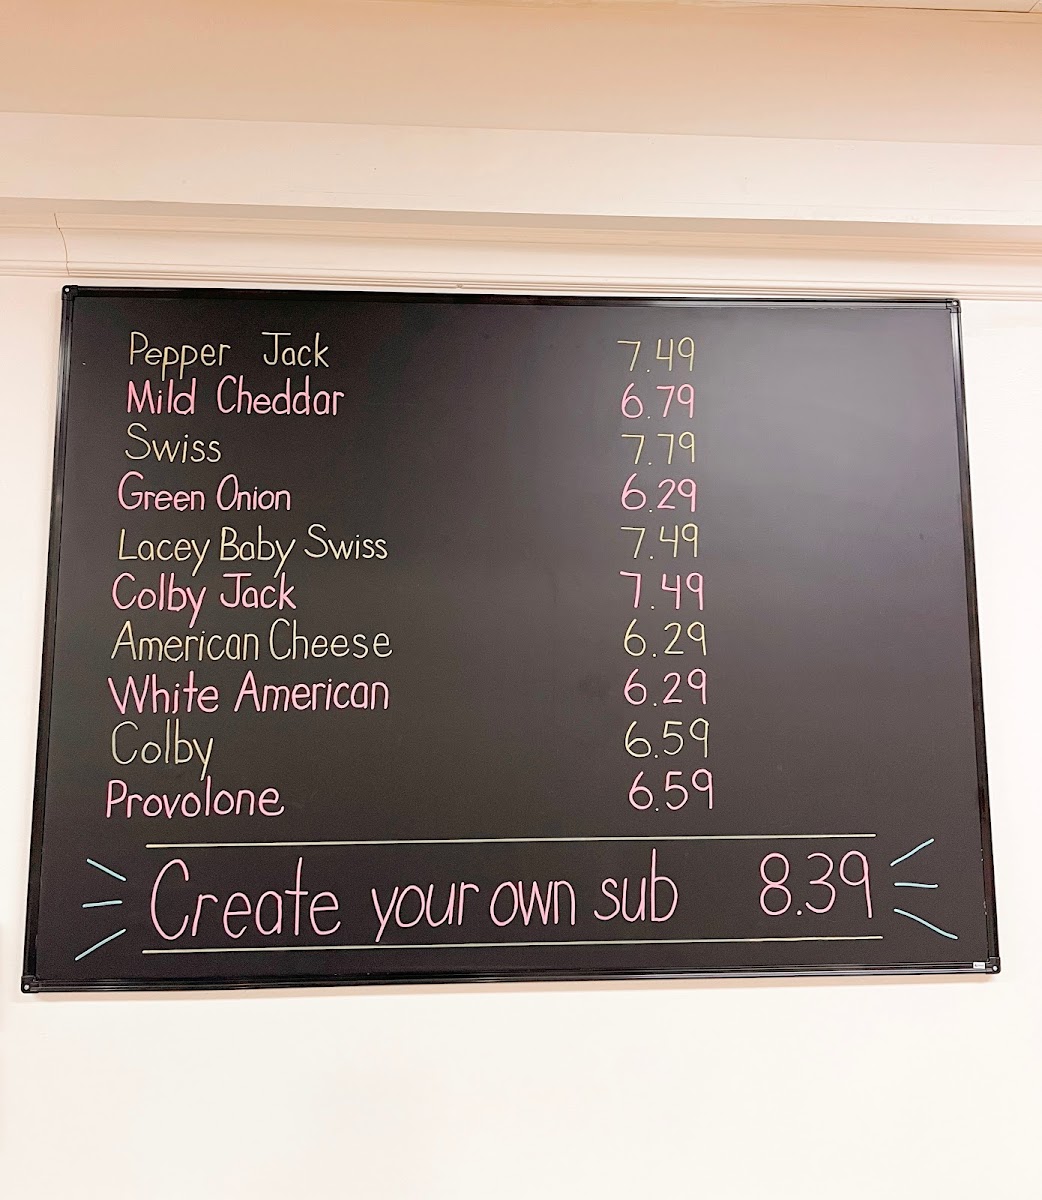 Pepper Jack 7.49
Mild Cheddar 6.79
Swiss 7.79
Green Onion 6.29
Lacey Baby Swiss 7.49
Colby Jack 7.49
American Cheese 6.29
White American 6.29
Colby 6.59
Provolone 6.59
Create your own sub 8.39